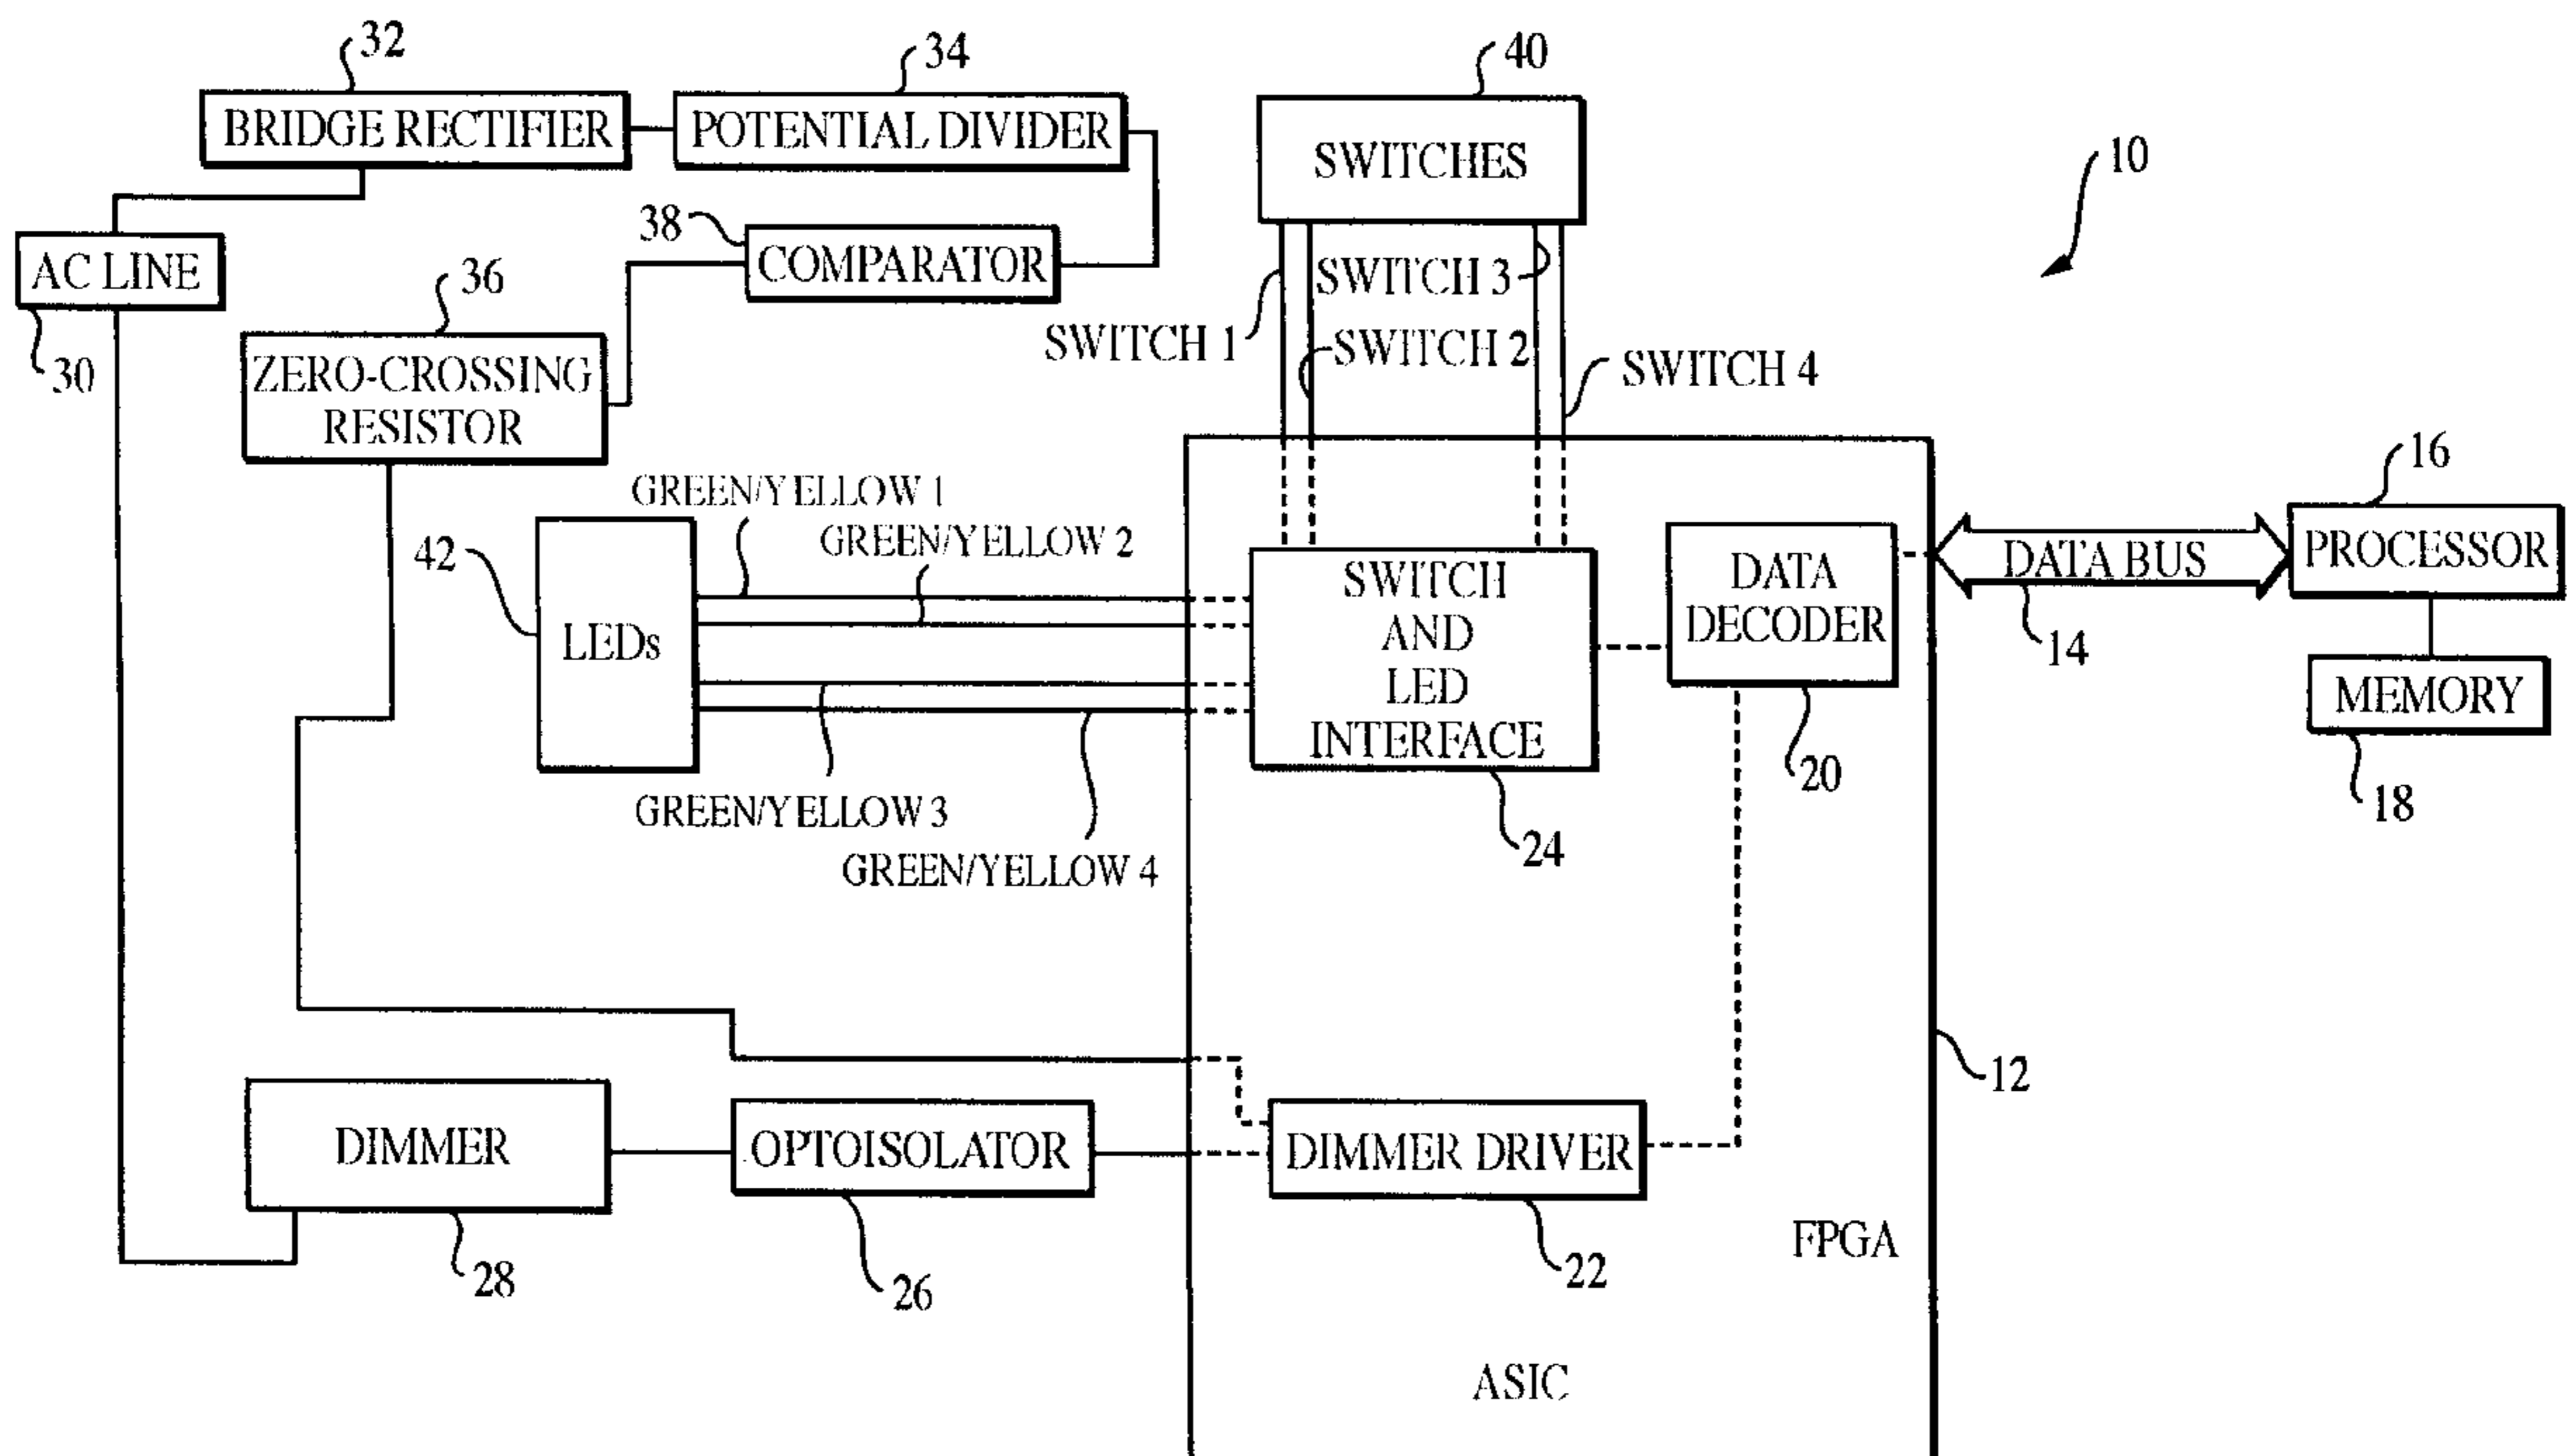 32
34
40
BRIDGE RECTIFIER
POTENTIAL DIVIDER
SWITCHES
10
38
AC LINE
36
COMPARATOR
SWITCH 3
SWITCH 1
SWITCH 2
SWITCH 4
30
ZERO-CROSSING
RESISTOR
16
GREEN/YELLOW 1
GREEN/YELLOW 2
42
LEDs
SWITCH
AND
LED
INTERFACE
DATA
DECODER
DATA BUS
PROCESSOR
14
MEMORY
20
18
GREEN/YELLOW 3
GREEN/YELLOW 4
24
12
DIMMER
OPTOISOLATOR
DIMMER DRIVER
FPGA
28
26
22
ASIC